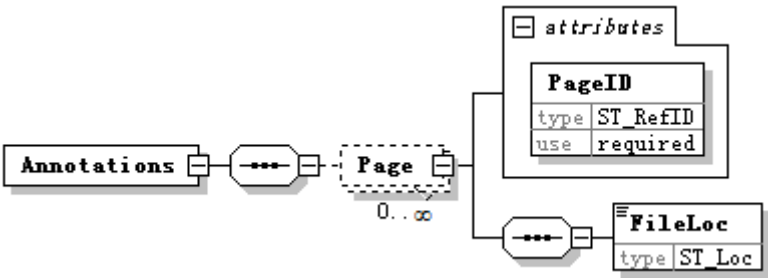 attributes
PageID
type ST_RefID
use required
Annotations
Page
0..∞
FileLoc
type ST_Loc